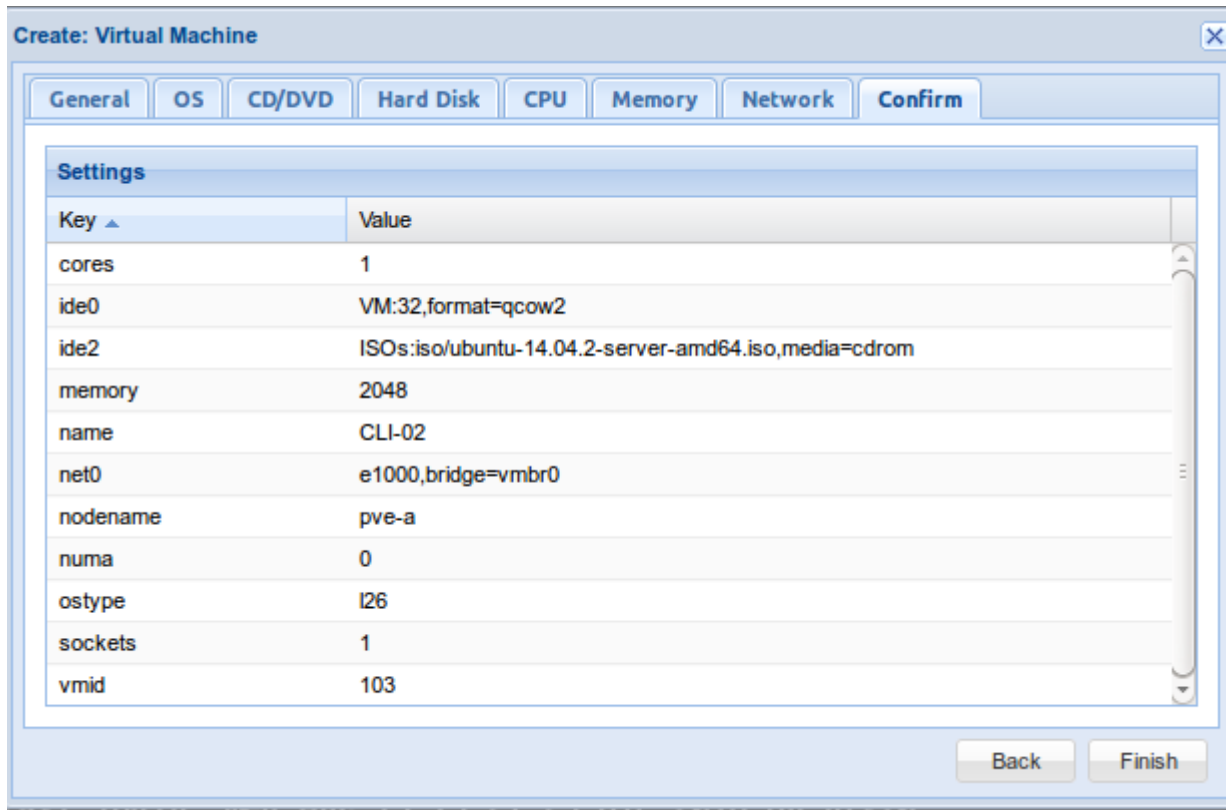 Create: Virtual Machine
General OS CD/DVD Hard Disk CPU Memory Network Confirm
Settings
Key Value
cores 1
ide0 VM:32,format=qcow2
ide2 ISOs:iso/ubuntu-14.04.2-server-amd64.iso,media=cdrom
memory 2048
name CLI-02
net0 e1000,bridge=vmbr0
nodename pve-a
numa 0
ostype l26
sockets 1
vmid 103
Back Finish